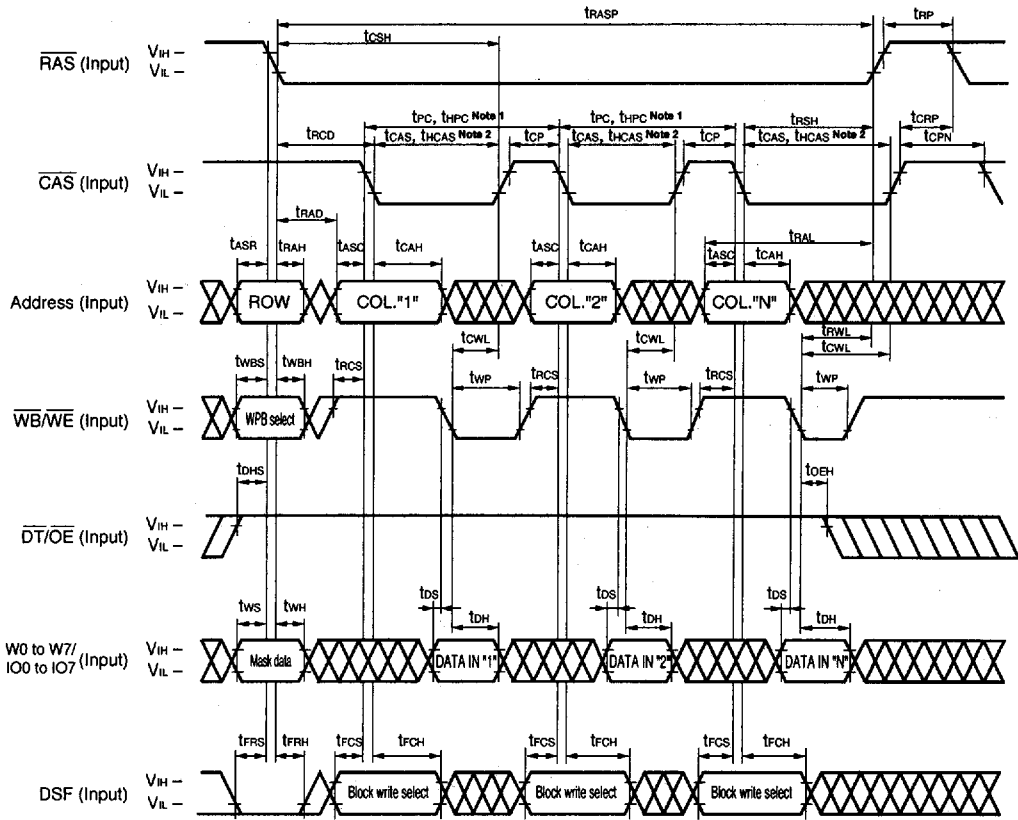 tRASP
tRP
tCSH
RAS (Input) VIH VIL
tPC, tHPC Note 1 tPC, tHPC Note 1 tRSH tCRP
tRCD tCAS, tHCAS Note 2 tCP tCAS, tHCAS Note 2 tCP tCAS, tHCAS Note 2 tCPN
CAS (Input) VIH VIL
tRAD tRAL
tASR tRAH tASC tCAH tASC tCAH tASC tCAH
Address (Input) VIH VIL ROW COL."1" COL."2" COL."N"
tRWL
tCWL tCWL tCWL
tWBS tWBH tRCS tWP tRCS tWP tRCS tWP
WB/WE (Input) VIH VIL WPB select
tDHS tOEH
DT/OE (Input) VIH VIL
tDS tDS tDS
tWS tWH tDH tDH tDH
W0 to W7/
IO0 to IO7 (Input) VIH VIL Mask data DATA IN "1" DATA IN "2" DATA IN "N"
tFRS tFRH tFCS tFCH tFCS tFCH tFCS tFCH
DSF (Input) VIH VIL Block write select Block write select Block write select